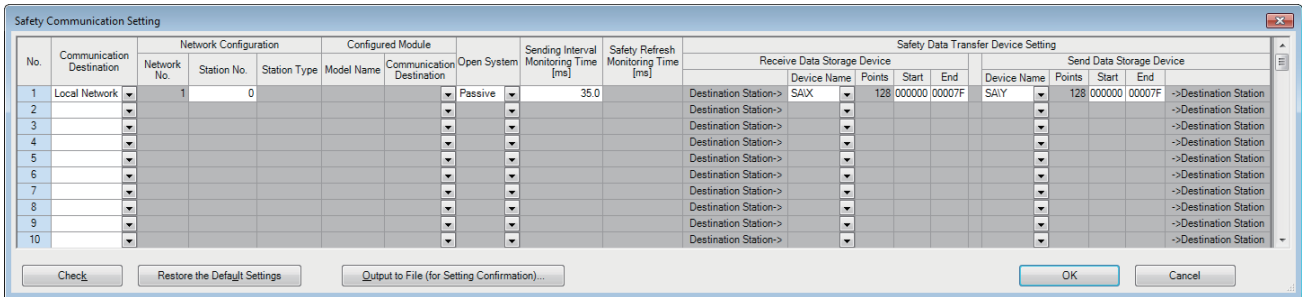 Safety Communication Setting
No. Communication Destination Network Configuration Configured Module Open System Sending Interval Monitoring Time [ms] Safety Refresh Monitoring Time [ms] Safety Data Transfer Device Setting
Network No. Station No. Station Type Model Name Communication Destination Receive Data Storage Device Send Data Storage Device
Device Name Points Start End Device Name Points Start End
1 Local Network 1 0 Passive 35.0 Destination Station-> SA\X 128 000000 00007F SA\Y 128 000000 00007F ->Destination Station
2 Destination Station-> ->Destination Station
3 Destination Station-> ->Destination Station
4 Destination Station-> ->Destination Station
5 Destination Station-> ->Destination Station
6 Destination Station-> ->Destination Station
7 Destination Station-> ->Destination Station
8 Destination Station-> ->Destination Station
9 Destination Station-> ->Destination Station
10 Destination Station-> ->Destination Station
Check Restore the Default Settings Output to File (for Setting Confirmation)... OK Cancel